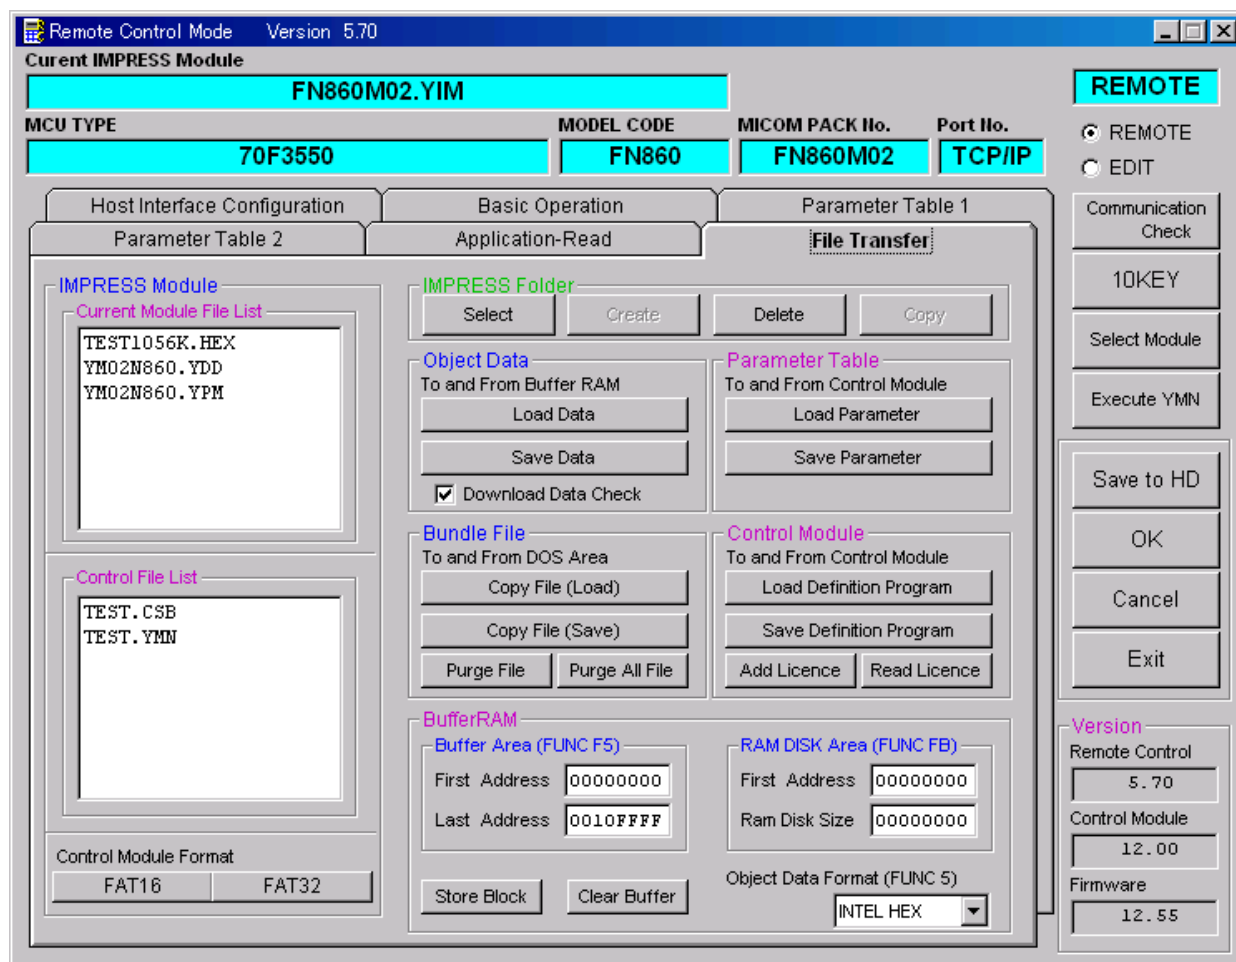 Remote Control Mode Version 5.70
Curent IMPRESS Module
FN860M02.YIM
REMOTE
MCU TYPE MODEL CODE MICOM PACK No. Port No.
70F3550 FN860 FN860M02 TCP/IP
REMOTE
EDIT
Host Interface Configuration Basic Operation Parameter Table 1
Parameter Table 2 Application-Read File Transfer
Communication
Check
10KEY
Select Module
Execute YMN
Save to HD
OK
Cancel
Exit
IMPRESS Module
Current Module File List
TEST1056K.HEX
YM02N860.YDD
YM02N860.YPM
Control File List
TEST.CSB
TEST.YMN
Control Module Format
FAT16 FAT32
IMPRESS Folder
Select Create Delete Copy
Object Data
To and From Buffer RAM
Load Data
Save Data
Download Data Check
Parameter Table
To and From Control Module
Load Parameter
Save Parameter
Bundle File
To and From DOS Area
Copy File (Load)
Copy File (Save)
Purge File Purge All File
Control Module
To and From Control Module
Load Definition Program
Save Definition Program
Add Licence Read Licence
BufferRAM
Buffer Area (FUNC F5)
First Address 00000000
Last Address 0010FFFF
RAM DISK Area (FUNC FB)
First Address 00000000
Ram Disk Size 00000000
Store Block Clear Buffer
Object Data Format (FUNC 5)
INTEL HEX
Version
Remote Control
5.70
Control Module
12.00
Firmware
12.55